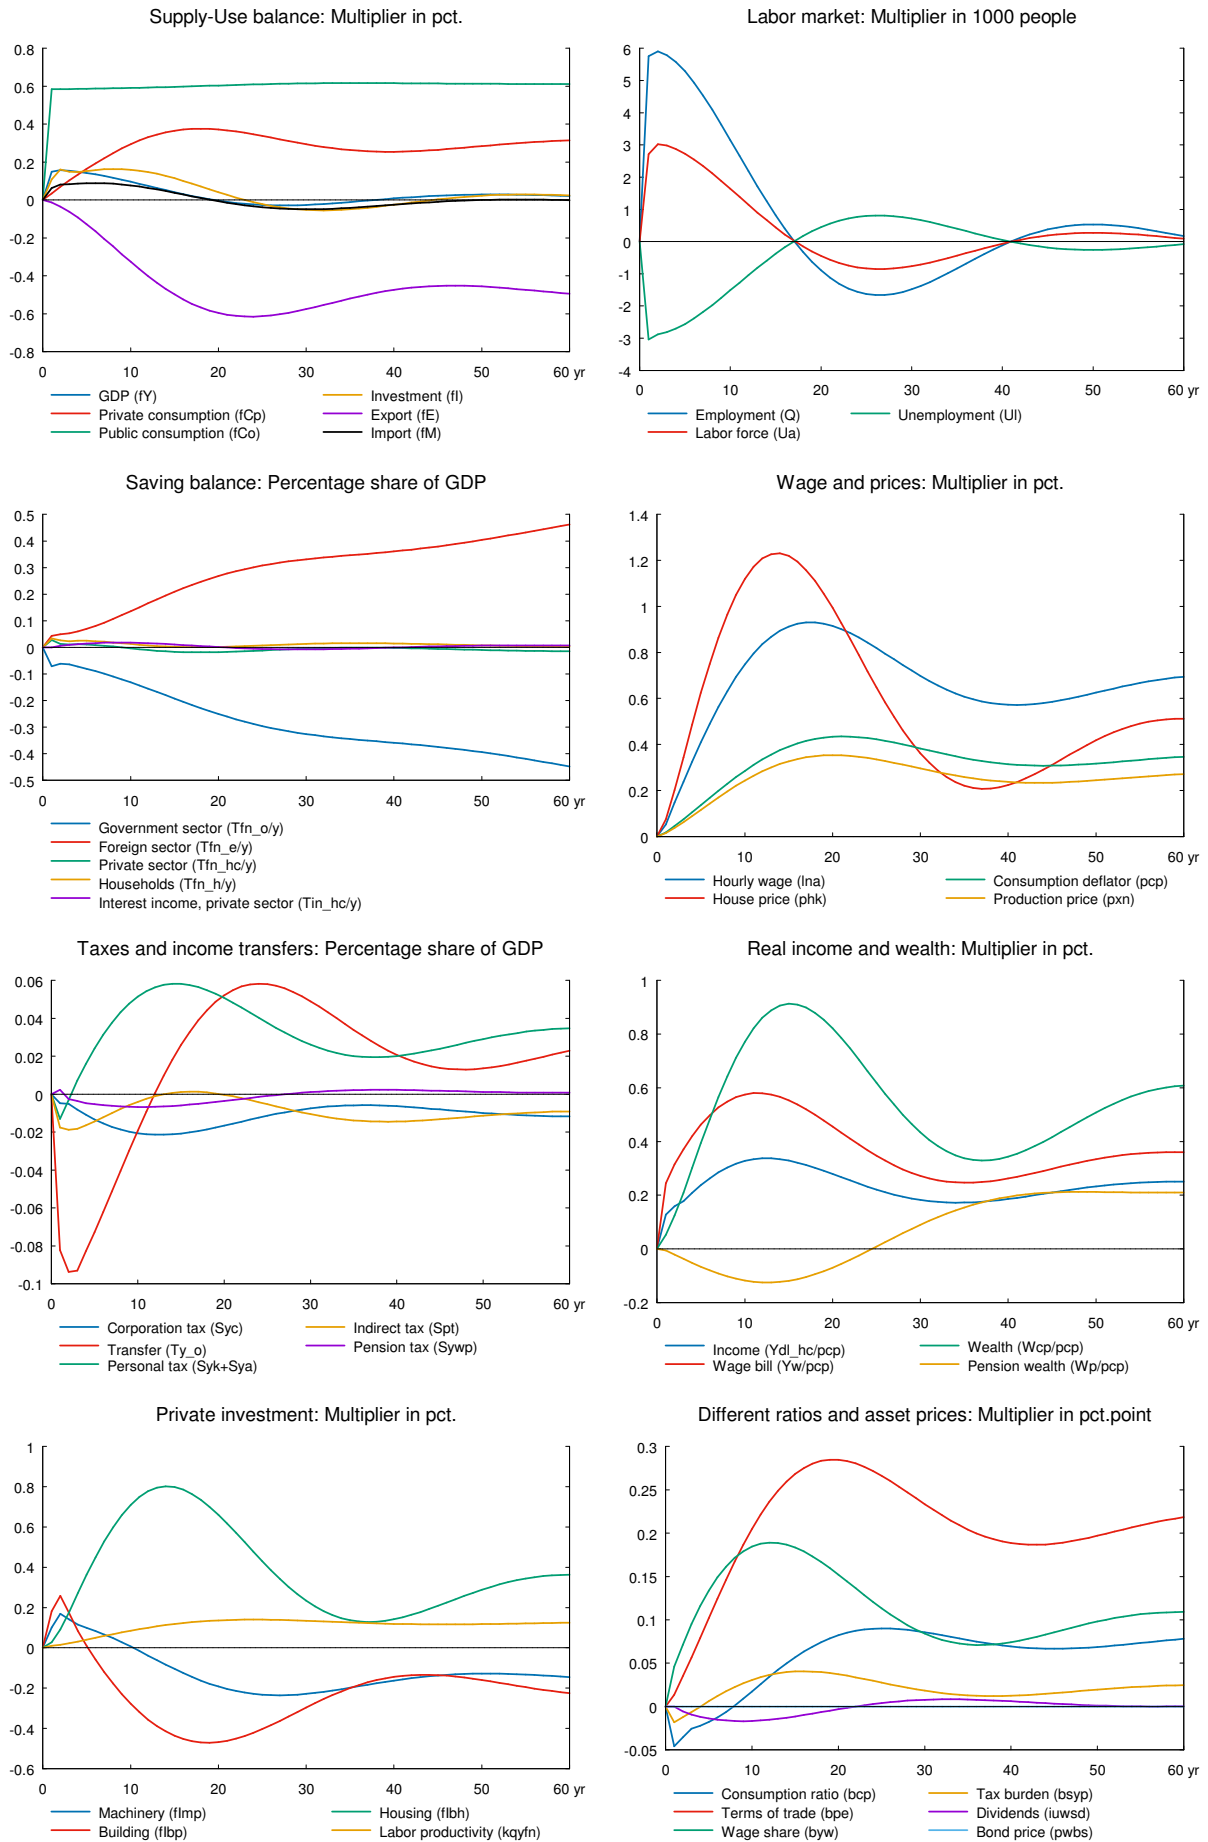 Supply-Use balance: Multiplier in pct.
0.8
0.6
0.4
0.2
0
-0.2
-0.4
-0.6
-0.8
0 10 20 30 40 50 60 yr
GDP (fY)
Private consumption (fCp)
Public consumption (fCo)
Investment (fI)
Export (fE)
Import (fM)
Labor market: Multiplier in 1000 people
6
5
4
3
2
1
0
-1
-2
-3
-4
0 10 20 30 40 50 60 yr
Employment (Q)
Labor force (Ua)
Unemployment (Ul)
Saving balance: Percentage share of GDP
0.5
0.4
0.3
0.2
0.1
0
-0.1
-0.2
-0.3
-0.4
-0.5
0 10 20 30 40 50 60 yr
Government sector (Tfn_o/y)
Foreign sector (Tfn_e/y)
Private sector (Tfn_hc/y)
Households (Tfn_h/y)
Interest income, private sector (Tin_hc/y)
Wage and prices: Multiplier in pct.
1.4
1.2
1
0.8
0.6
0.4
0.2
0
0 10 20 30 40 50 60 yr
Hourly wage (lna)
House price (phk)
Consumption deflator (pcp)
Production price (pxn)
Taxes and income transfers: Percentage share of GDP
0.06
0.04
0.02
0
-0.02
-0.04
-0.06
-0.08
-0.1
0 10 20 30 40 50 60 yr
Corporation tax (Syc)
Transfer (Ty_o)
Personal tax (Syk+Sya)
Indirect tax (Spt)
Pension tax (Sywp)
Real income and wealth: Multiplier in pct.
1
0.8
0.6
0.4
0.2
0
-0.2
0 10 20 30 40 50 60 yr
Income (Ydl_hc/pcp)
Wage bill (Yw/pcp)
Wealth (Wcp/pcp)
Pension wealth (Wp/pcp)
Private investment: Multiplier in pct.
1
0.8
0.6
0.4
0.2
0
-0.2
-0.4
-0.6
0 10 20 30 40 50 60 yr
Machinery (fImp)
Building (fIbp)
Housing (fIbh)
Labor productivity (kqyfn)
Different ratios and asset prices: Multiplier in pct.point
0.3
0.25
0.2
0.15
0.1
0.05
0
-0.05
0 10 20 30 40 50 60 yr
Consumption ratio (bcp)
Terms of trade (bpe)
Wage share (byw)
Tax burden (bsyp)
Dividends (iuwsd)
Bond price (pwbs)